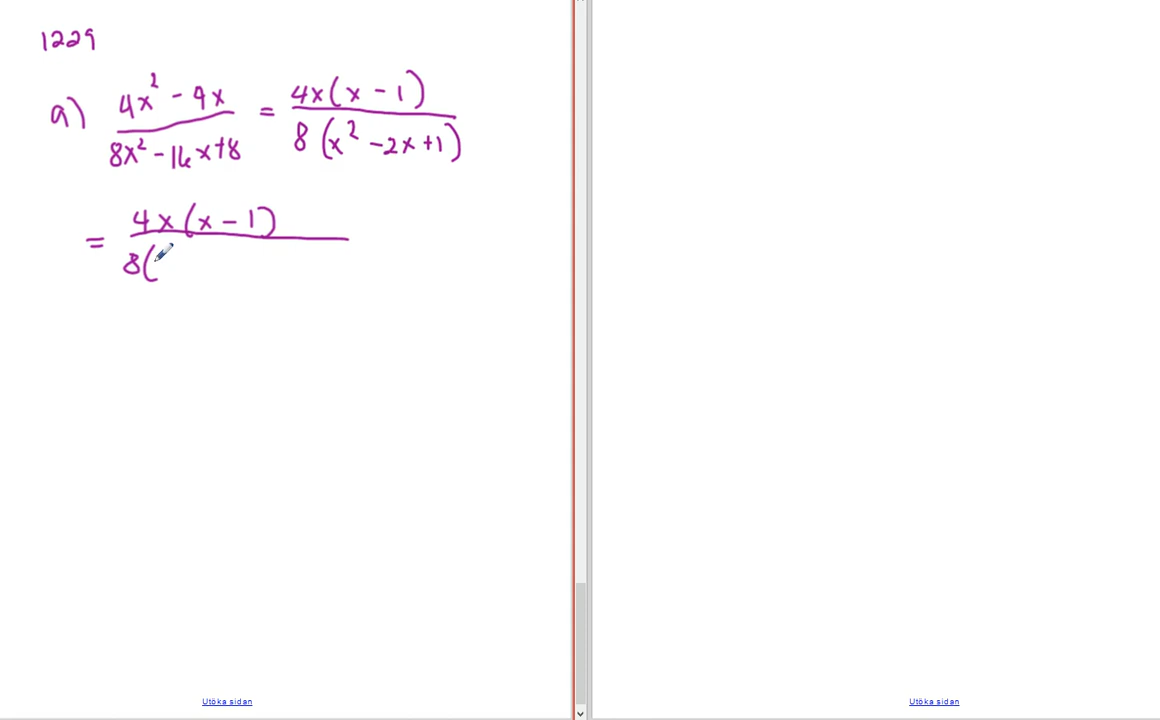 1229
a) 4x² - 4x / 8x² - 16x + 8 = 4x(x - 1) / 8(x² - 2x + 1)
= 4x(x - 1) / 8(
Utöka sidan Utöka sidan